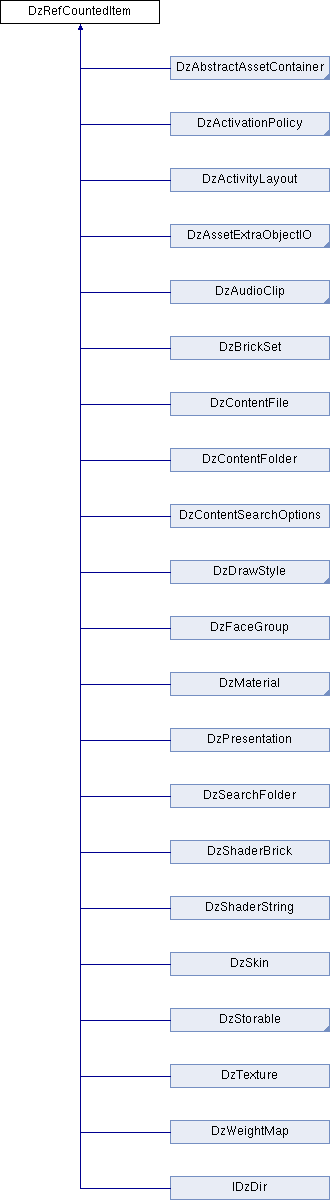 DzRefCountedItem
DzAbstractAssetContainer
DzActivationPolicy
DzActivityLayout
DzAssetExtraObjectIO
DzAudioClip
DzBrickSet
DzContentFile
DzContentFolder
DzContentSearchOptions
DzDrawStyle
DzFaceGroup
DzMaterial
DzPresentation
DzSearchFolder
DzShaderBrick
DzShaderString
DzSkin
DzStorable
DzTexture
DzWeightMap
IDzDir